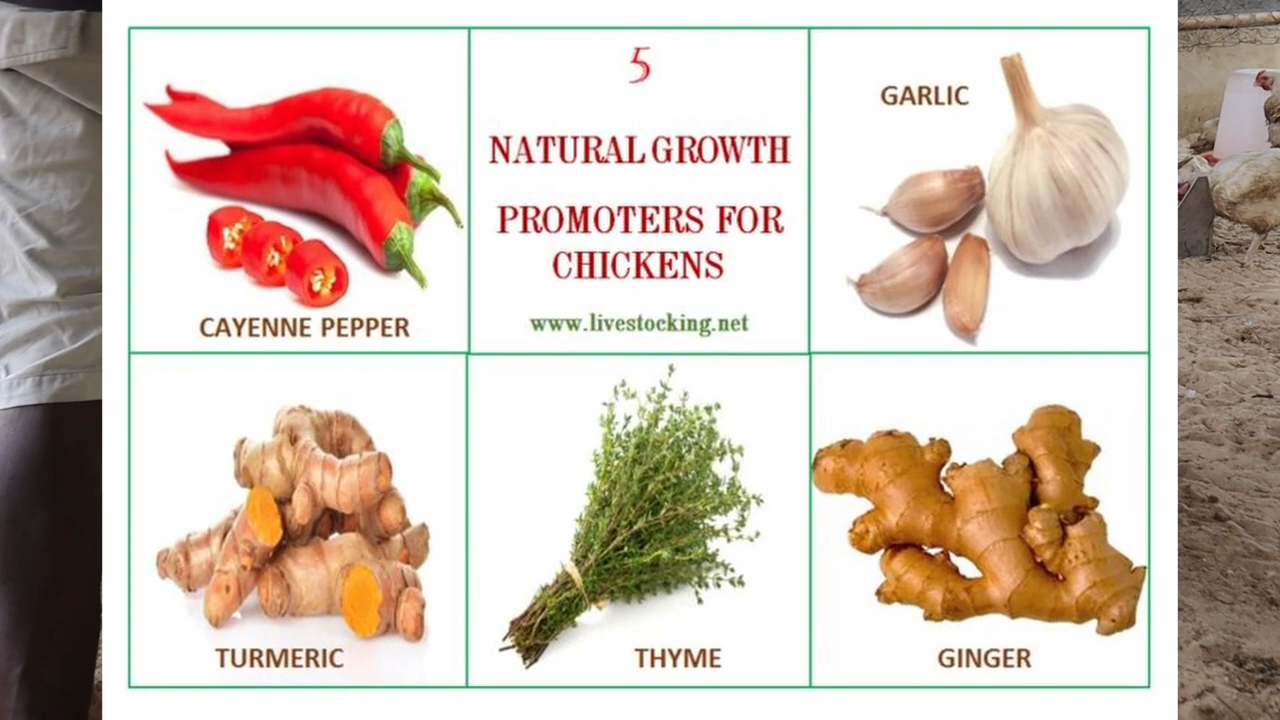 5
NATURAL GROWTH
PROMOTERS FOR
CHICKENS
www.livestocking.net
GARLIC
CAYENNE PEPPER
TURMERIC
THYME
GINGER